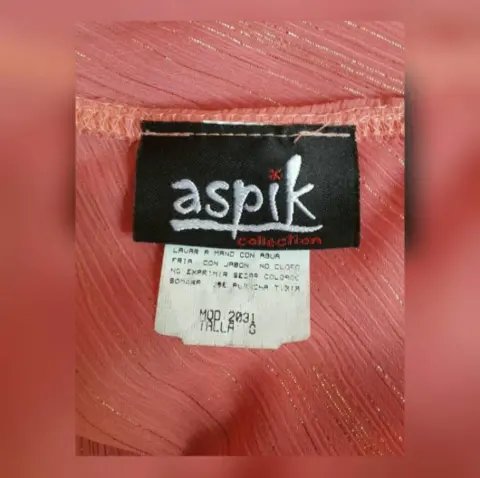 aspik
collection
LAVAR A MANO CON AGUA
FRIA CON JABON NO CLORO
NO EXPRIMIR SECAR COLGADO
SOMBRA PLANCHA TIBIA
MOD 2031
TALLA G